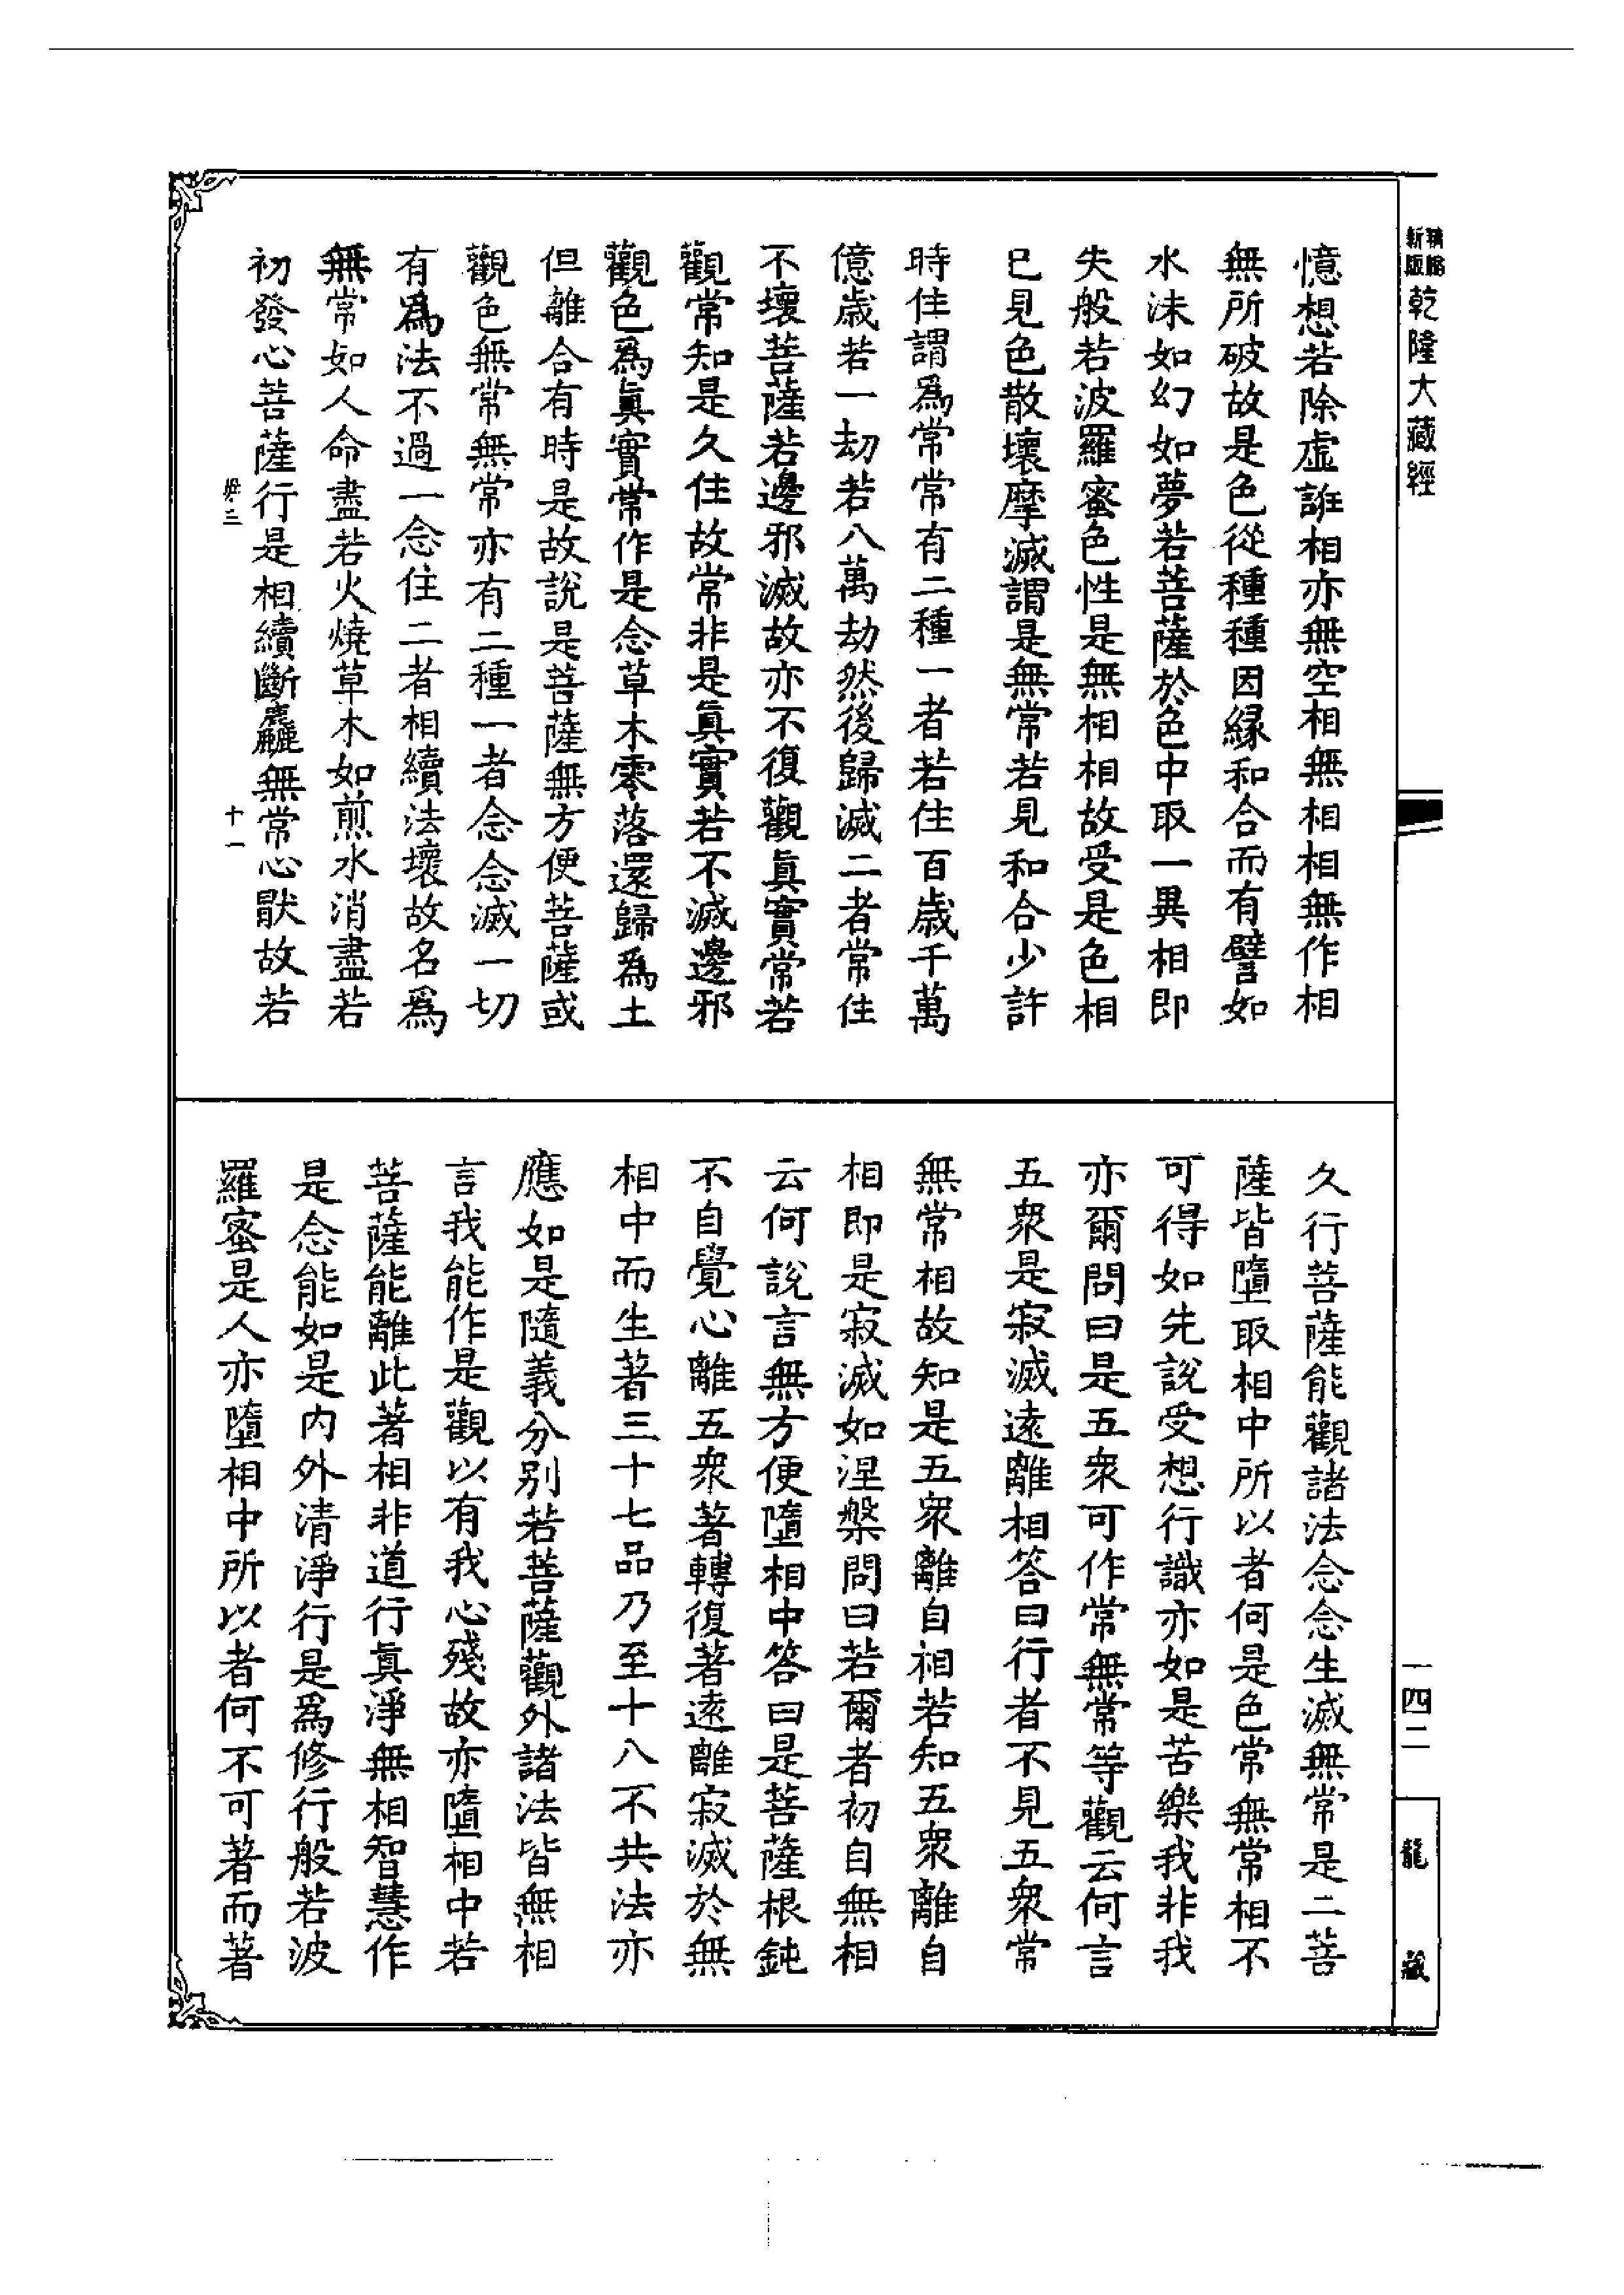 新版
乾隆大藏經
憶想若除虛誑相亦無空相無相相無作相
無所破故是色從種種因緣和合而有譬如
水沫如幻如夢若菩薩於色中取一異相即
失般若波羅蜜色性是無相相故受是色相
已見色散壞摩滅謂是無常若見和合少許
時住謂爲常常有二種一者若住百歲千萬
億歲若一劫若八萬劫然後歸滅二者常住
不壞菩薩若邊邪滅故亦不復觀眞實常若
觀常知是久住故常非是眞實若不滅邊邪
觀色爲眞實常作是念草木零落還歸爲土
但離合有時是故說是菩薩無方便菩薩或
觀色無常無常亦有二種一者念念滅一切
有爲法不過一念住二者相續法壞故名爲
無常如人命盡若火燒草木如煎水消盡若
初發心菩薩行是相續斷麤無常心猒故若
十一
久行菩薩能觀諸法念念生滅無常是二菩
薩皆墮取相中所以者何是色常無常相不
可得如先說受想行識亦如是苦樂我非我
亦爾問曰是五衆可作常無常等觀云何言
五衆是寂滅遠離相答曰行者不見五衆常
無常相故知是五衆離自相若知五衆離自
相即是寂滅如涅槃問曰若爾者初自無相
云何說言無方便墮相中答曰是菩薩根鈍
不自覺心離五衆著轉復著遠離寂滅於無
相中而生著三十七品乃至十八不共法亦
應如是隨義分別若菩薩觀外諸法皆無相
言我能作是觀以有我心殘故亦墮相中若
菩薩能離此著相非道行眞淨無相智慧作
是念能如是内外清淨行是爲修行般若波
羅蜜是人亦墮相中所以者何不可著而著
一四二
龍藏